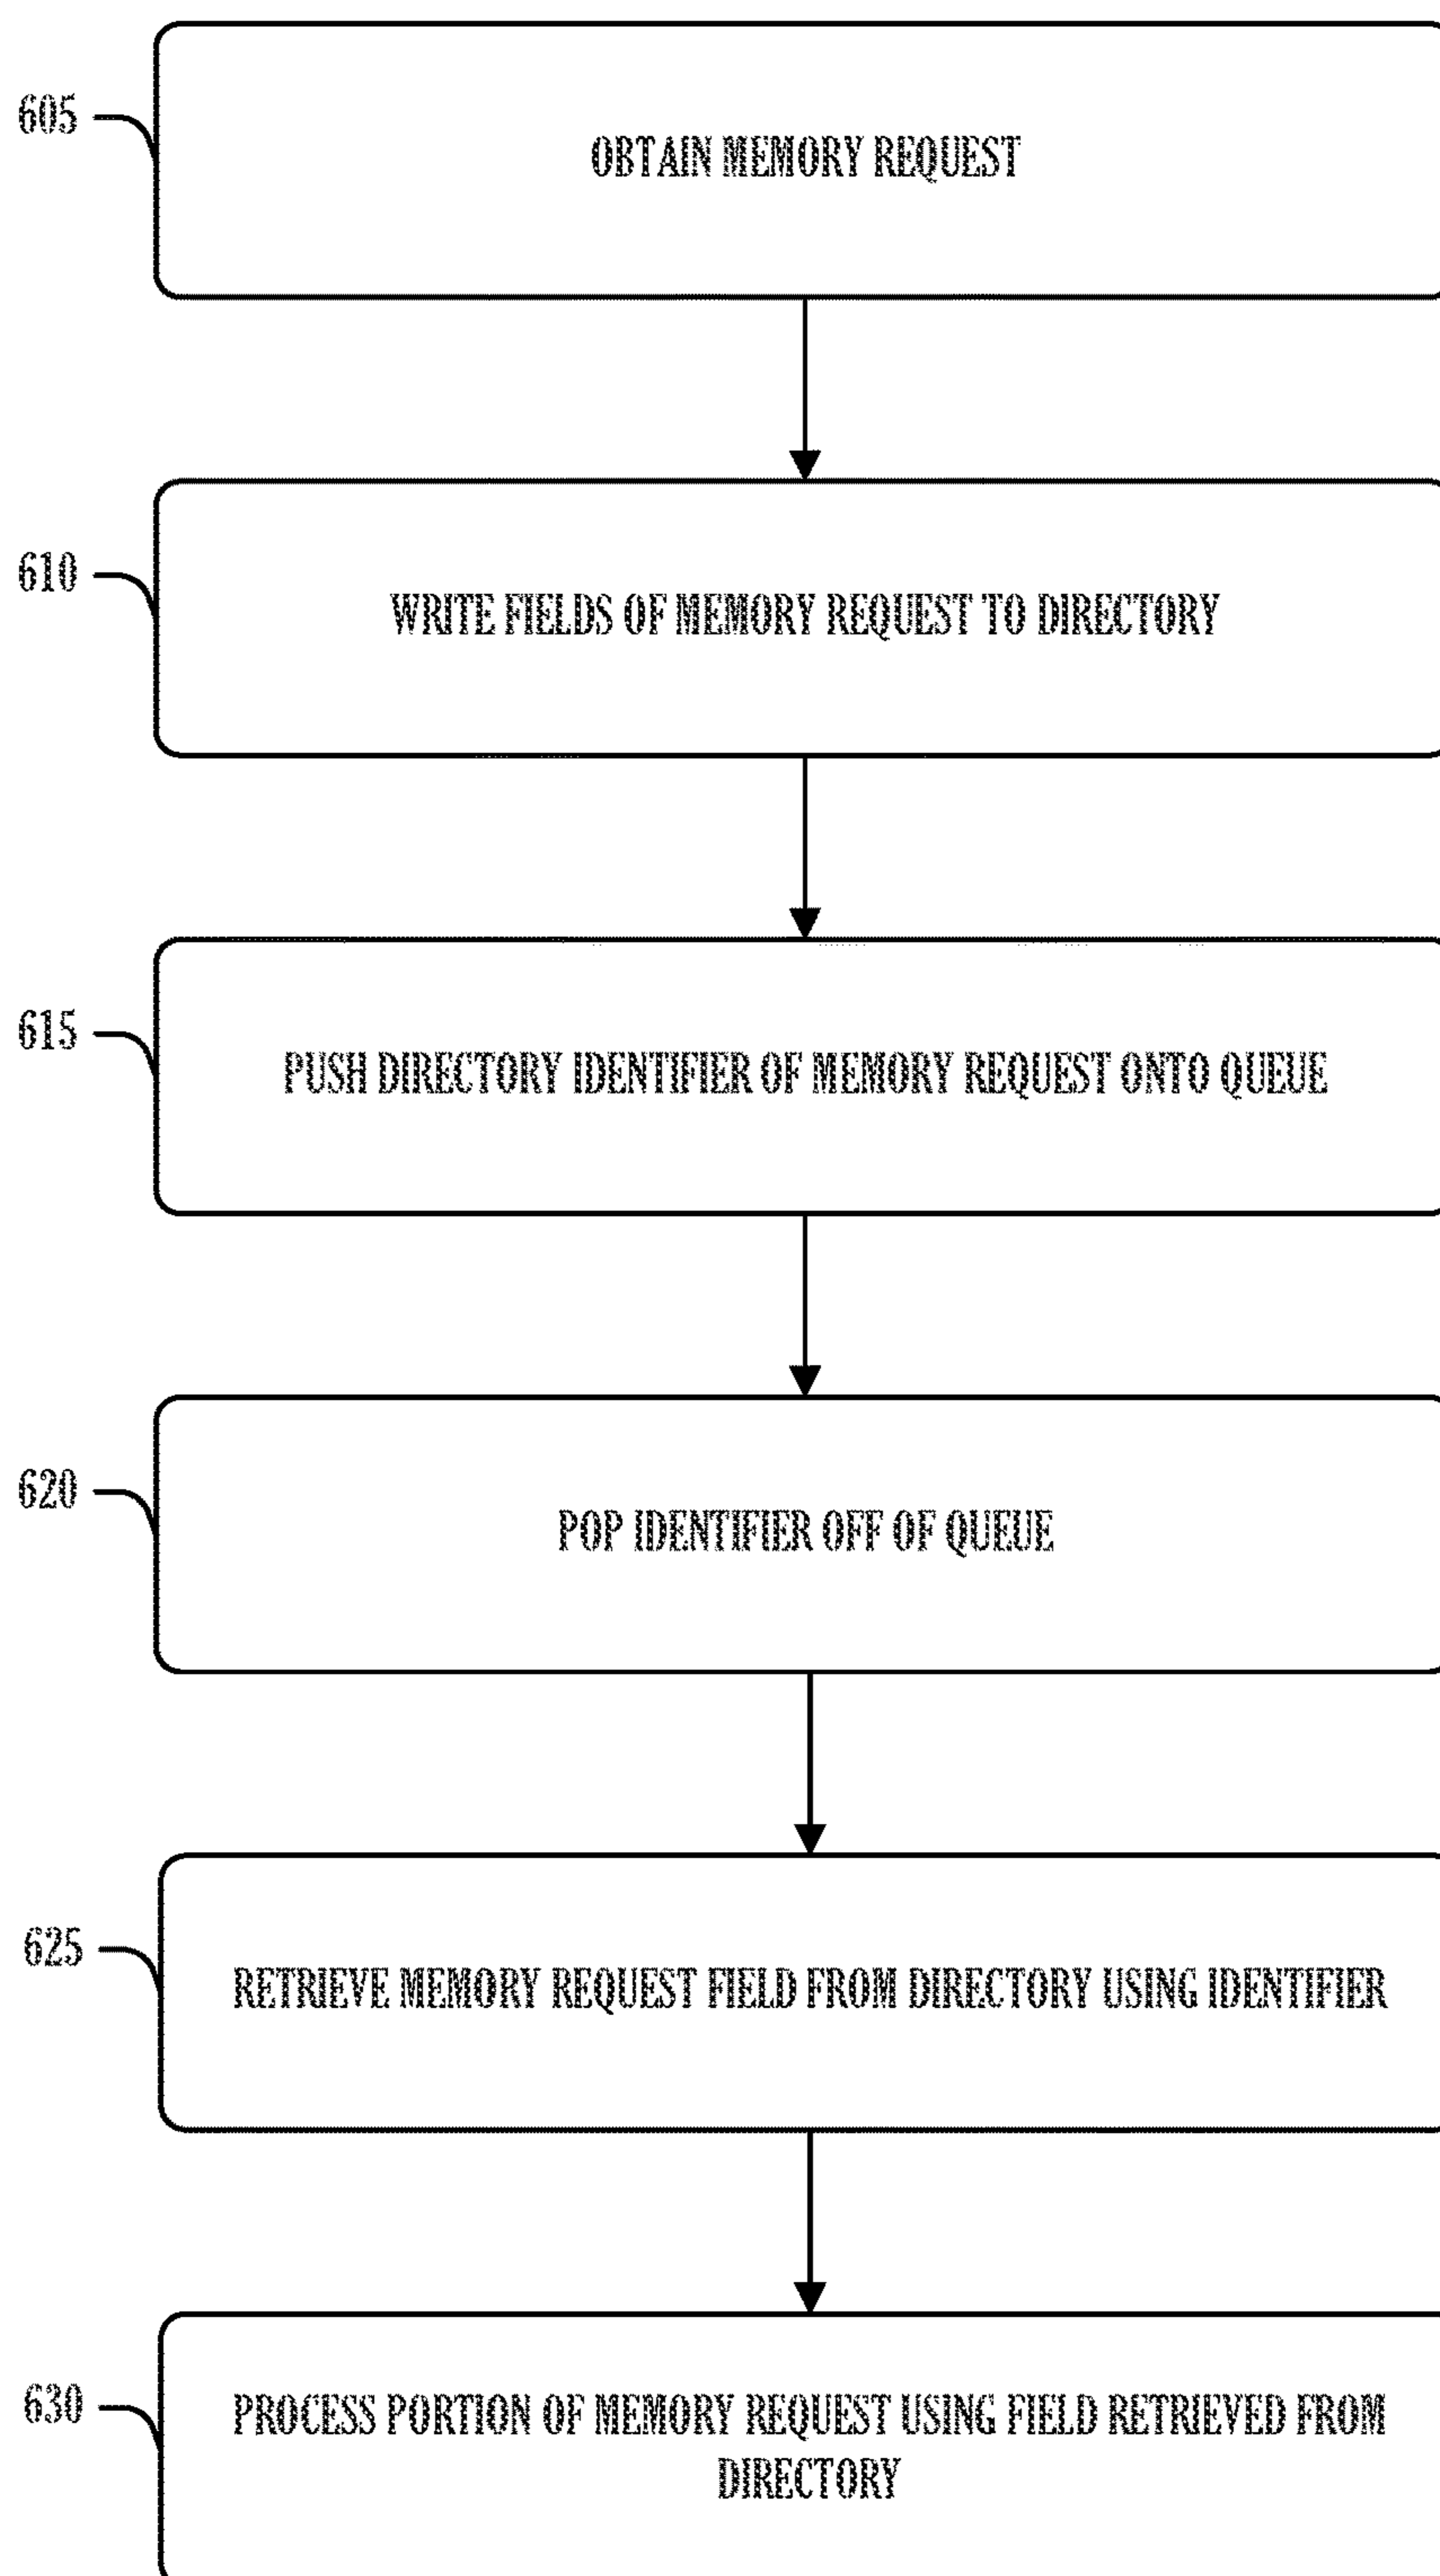 605
OBTAIN MEMORY REQUEST
610
WRITE FIELDS OF MEMORY REQUEST TO DIRECTORY
615
PUSH DIRECTORY IDENTIFIER OF MEMORY REQUEST ONTO QUEUE
620
POP IDENTIFIER OFF OF QUEUE
625
RETRIEVE MEMORY REQUEST FIELD FROM DIRECTORY USING IDENTIFIER
630
PROCESS PORTION OF MEMORY REQUEST USING FIELD RETRIEVED FROM
DIRECTORY